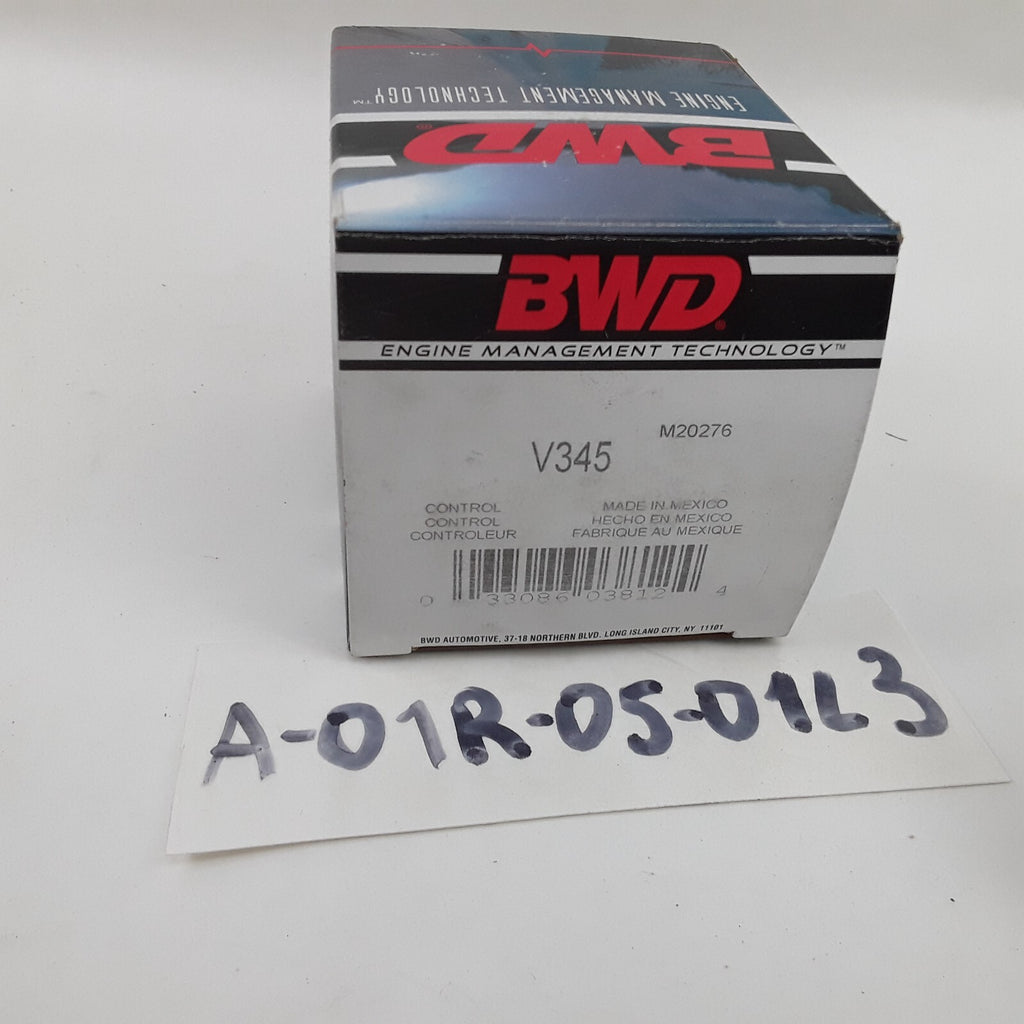 ENGINE MANAGEMENT TECHNOLOGY™
BWD®
BWD®
ENGINE MANAGEMENT TECHNOLOGY™
M20276
V345
CONTROL MADE IN MEXICO
CONTROL HECHO EN MEXICO
CONTROLEUR FABRIQUE AU MEXIQUE
0 33086 03812 4
BWD AUTOMOTIVE, 37-18 NORTHERN BLVD. LONG ISLAND CITY, NY 11101
A-01R-05-01L3